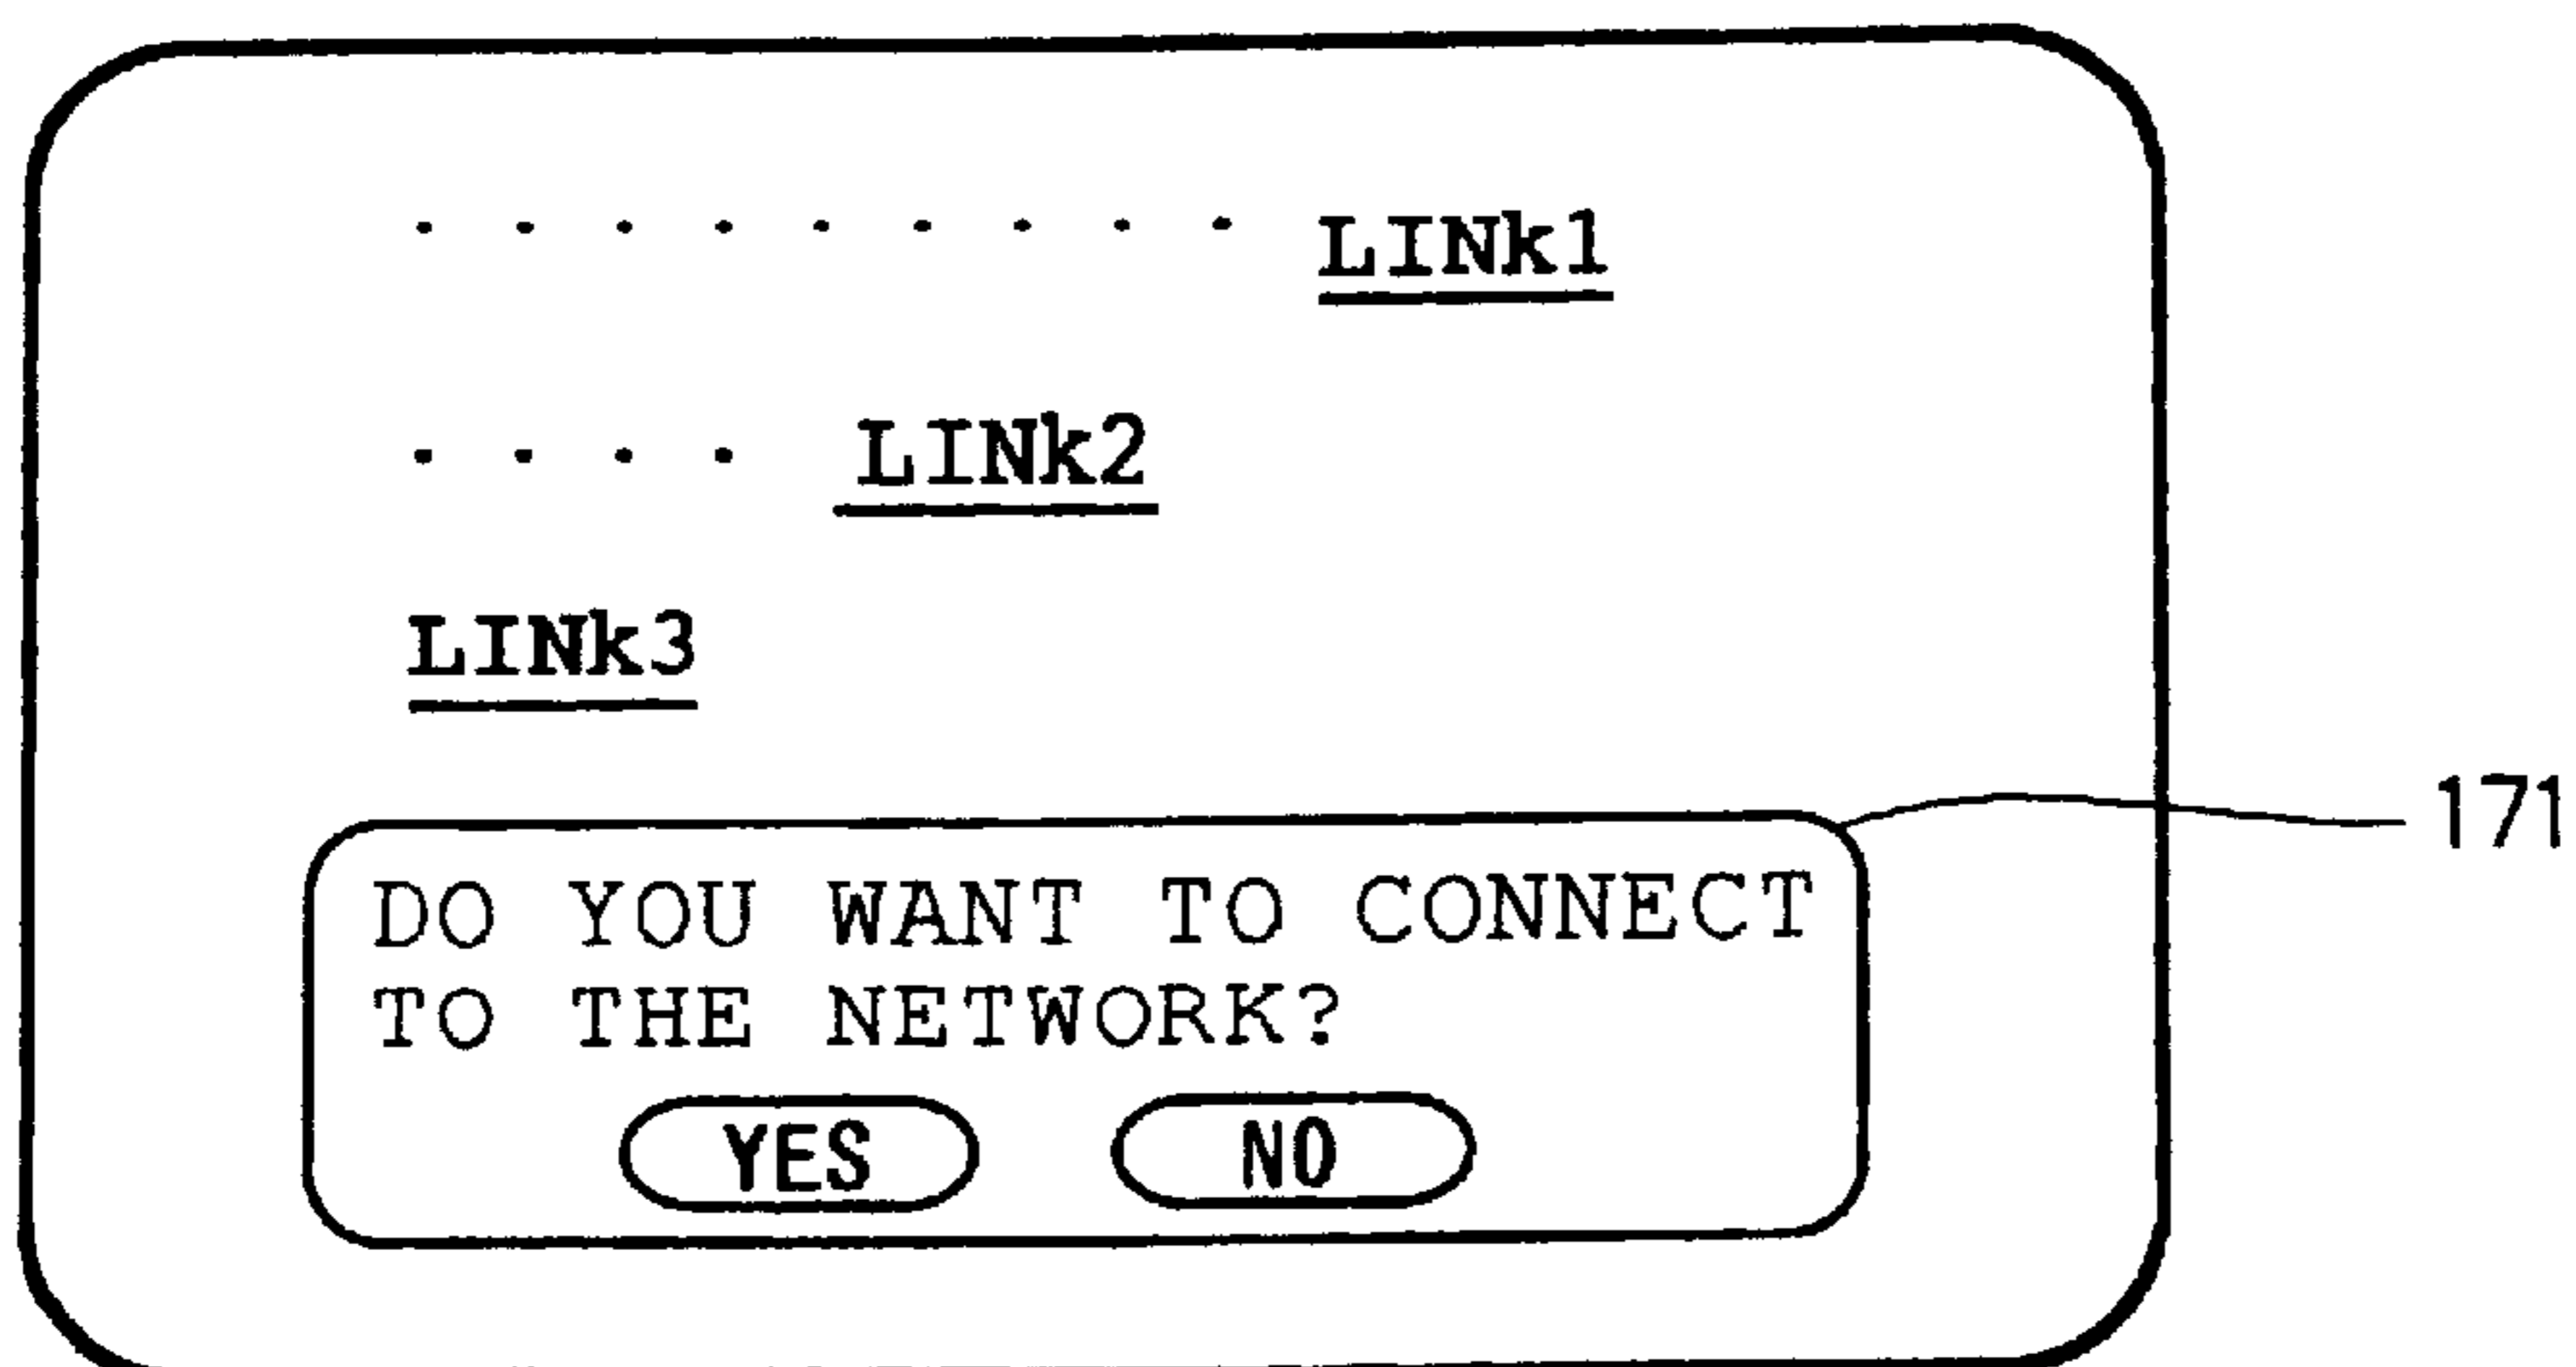 · · · · · · · · · LINk1
· · · · LINk2
LINk3
171
DO YOU WANT TO CONNECT
TO THE NETWORK?
YES NO